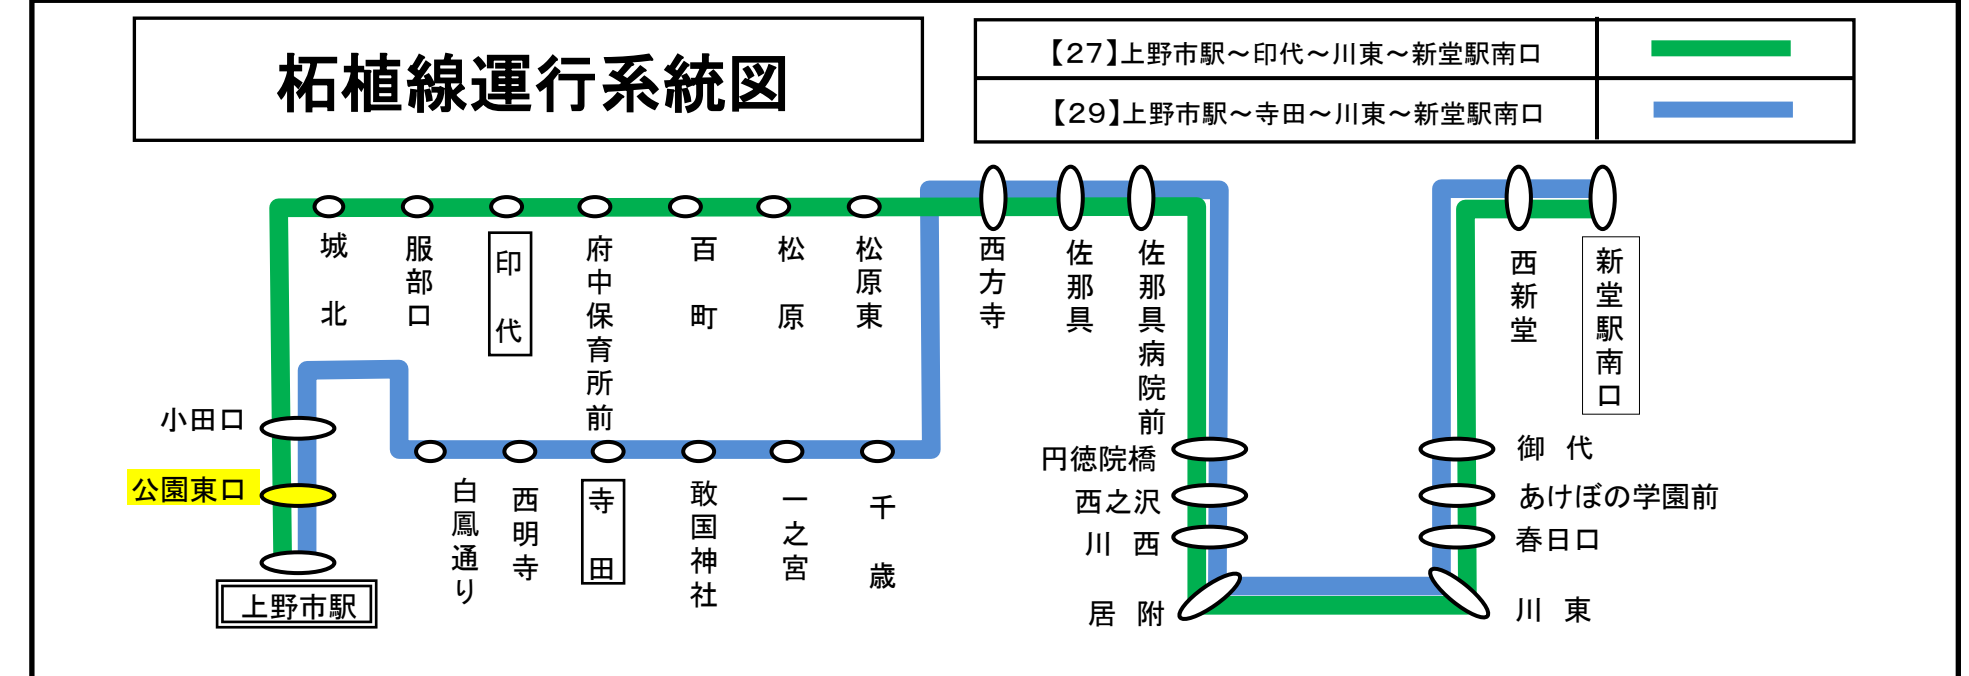 柘植線運行系統図
【27】上野市駅～印代～川東～新堂駅南口
【29】上野市駅～寺田～川東～新堂駅南口
城北
服部口
印代
府中保育所前
百町
松原
松原東
西方寺
佐那具
佐那具病院前
西新堂
新堂駅南口
小田口
公園東口
上野市駅
白鳳通り
西明寺
寺田
敢国神社
一之宮
千歳
円徳院橋
西之沢
川西
居附
御代
あけぼの学園前
春日口
川東